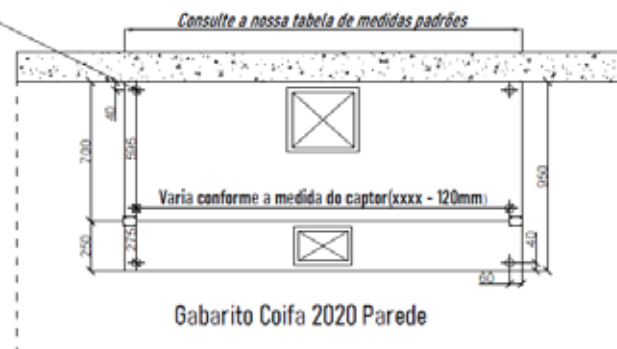 Consulte a nossa tabela de medidas padrões
40
700
595
950
Varia conforme a medida do captor(xxxx - 120mm)
250
275
40
60
Gabarito Coifa 2020 Parede